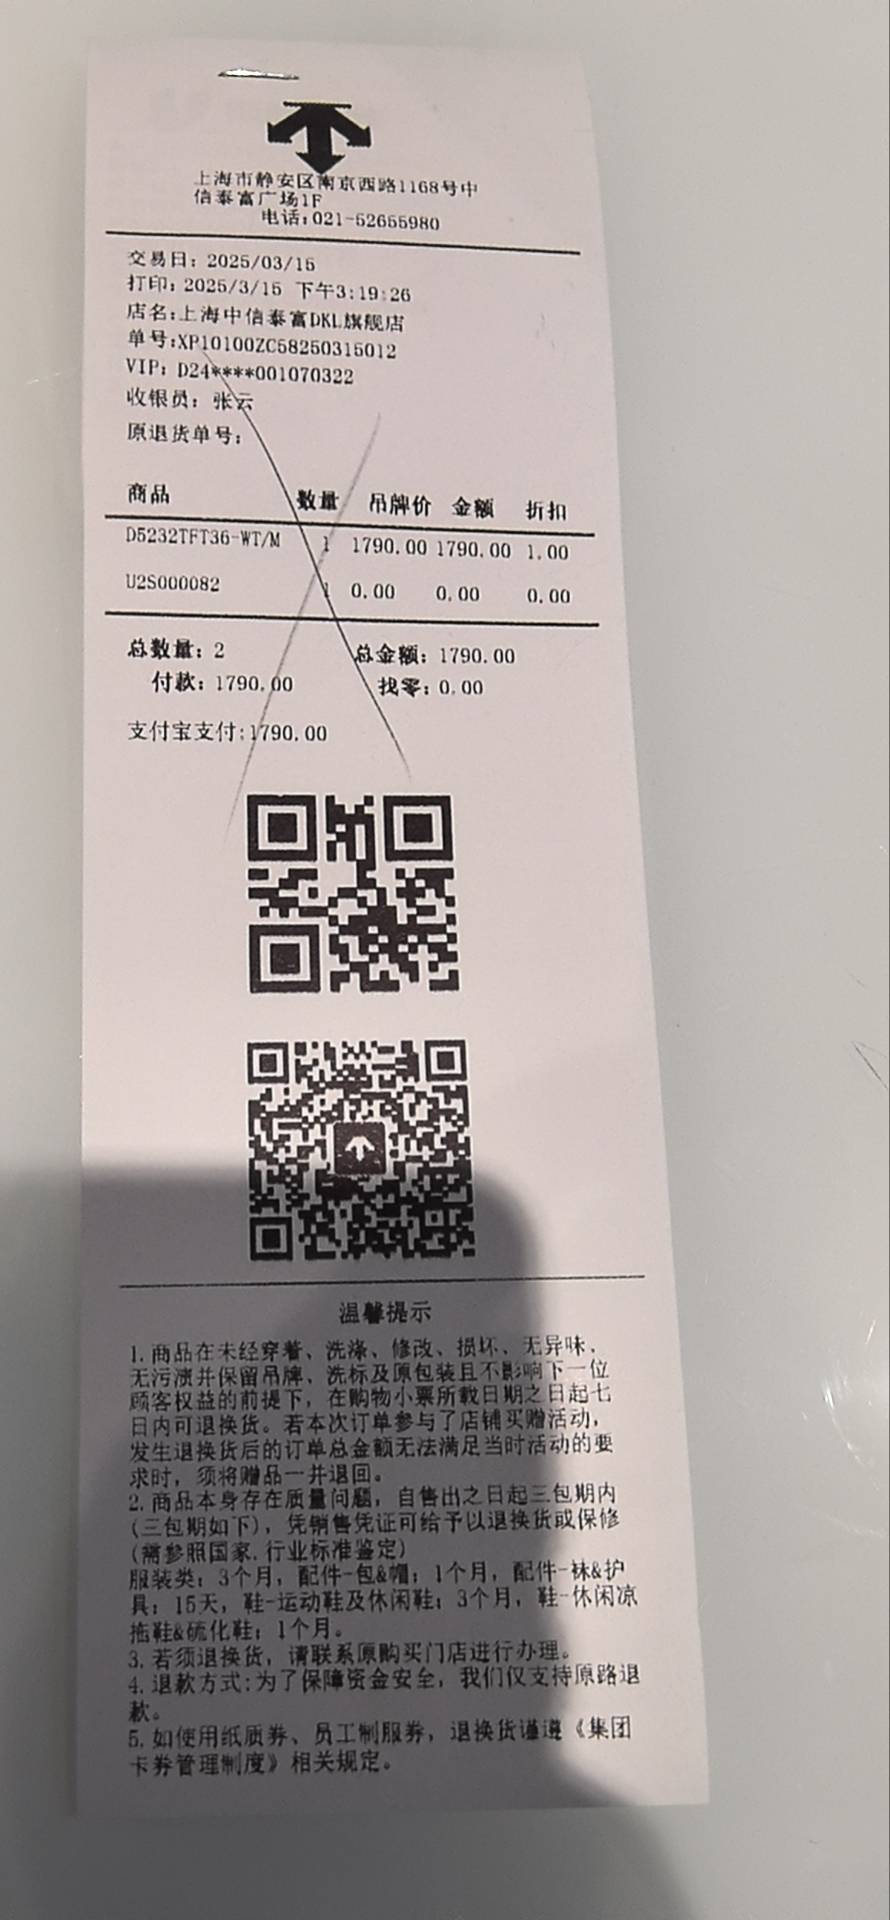 上海市静安区南京西路1168号中
信泰富广场1F
电话:021-52655980
交易日: 2025/03/15
打印: 2025/3/15 下午3:19:26
店名:上海中信泰富DKL旗舰店
单号:XP10100ZC58250315012
VIP: D24****001070322
收银员: 张云
原退货单号:
商品 数量 吊牌价 金额 折扣
D5232TFT36-WT/M 1 1790.00 1790.00 1.00
U2S000082 1 0.00 0.00 0.00
总数量: 2 总金额: 1790.00
付款: 1790.00 找零: 0.00
支付宝支付:1790.00
温馨提示
1. 商品在未经穿着、洗涤、修改、损坏、无异味、
无污渍并保留吊牌、洗标及原包装且不影响下一位
顾客权益的前提下, 在购物小票所载日期之日起七
日内可退换货。若本次订单参与了店铺买赠活动,
发生退换货后的订单总金额无法满足当时活动的要
求时, 须将赠品一并退回。
2. 商品本身存在质量问题, 自售出之日起三包期内
(三包期如下), 凭销售凭证可给予以退换货或保修
(需参照国家.行业标准鉴定)
服装类: 3个月, 配件-包&帽: 1个月, 配件-袜&护
具: 15天, 鞋-运动鞋及休闲鞋: 3个月, 鞋-休闲凉
拖鞋&硫化鞋: 1个月。
3. 若须退换货, 请联系原购买门店进行办理。
4. 退款方式:为了保障资金安全, 我们仅支持原路退
款。
5. 如使用纸质券、员工制服券, 退换货谨遵《集团
卡券管理制度》相关规定。